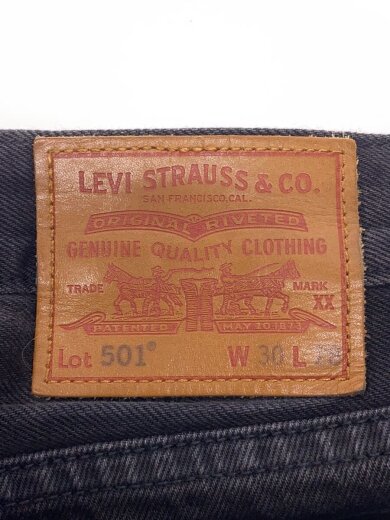 LEVI STRAUSS & CO.
SAN FRANCISCO, CAL.
ORIGINAL RIVETED
GENUINE QUALITY CLOTHING
TRADE MARK
XX
PATENTED MAY 20 1873
Lot 501® W 30 L